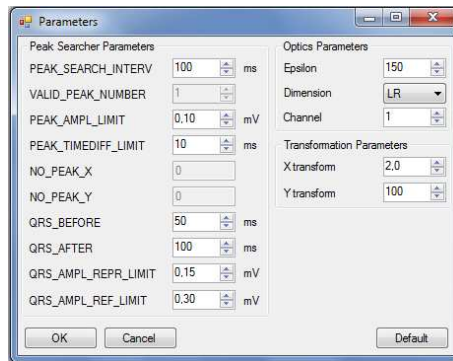 Parameters
Peak Searcher Parameters
PEAK_SEARCH_INTERV 100 ms
VALID_PEAK_NUMBER 1
PEAK_AMPL_LIMIT 0,10 mV
PEAK_TIMEDIFF_LIMIT 10 ms
NO_PEAK_X 0
NO_PEAK_Y 0
QRS_BEFORE 50 ms
QRS_AFTER 100 ms
QRS_AMPL_REPR_LIMIT 0,15 mV
QRS_AMPL_REF_LIMIT 0,30 mV
Optics Parameters
Epsilon 150
Dimension LR
Channel 1
Transformation Parameters
X transform 2,0
Y transform 100
OK Cancel Default